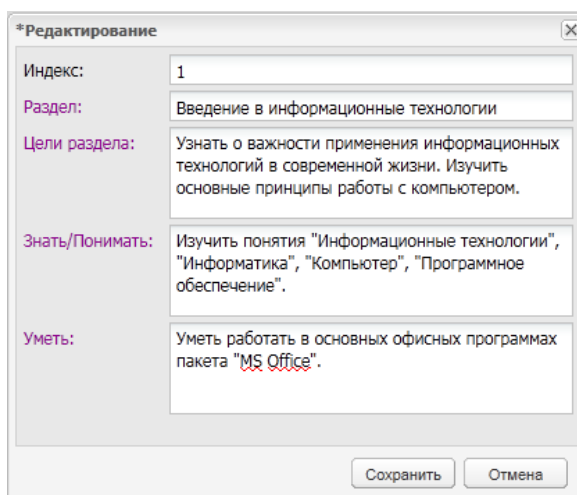 *Редактирование
Индекс: 1
Раздел: Введение в информационные технологии
Цели раздела: Узнать о важности применения информационных
технологий в современной жизни. Изучить
основные принципы работы с компьютером.
Знать/Понимать: Изучить понятия "Информационные технологии",
"Информатика", "Компьютер", "Программное
обеспечение".
Уметь: Уметь работать в основных офисных программах
пакета "MS Office".
Сохранить Отмена